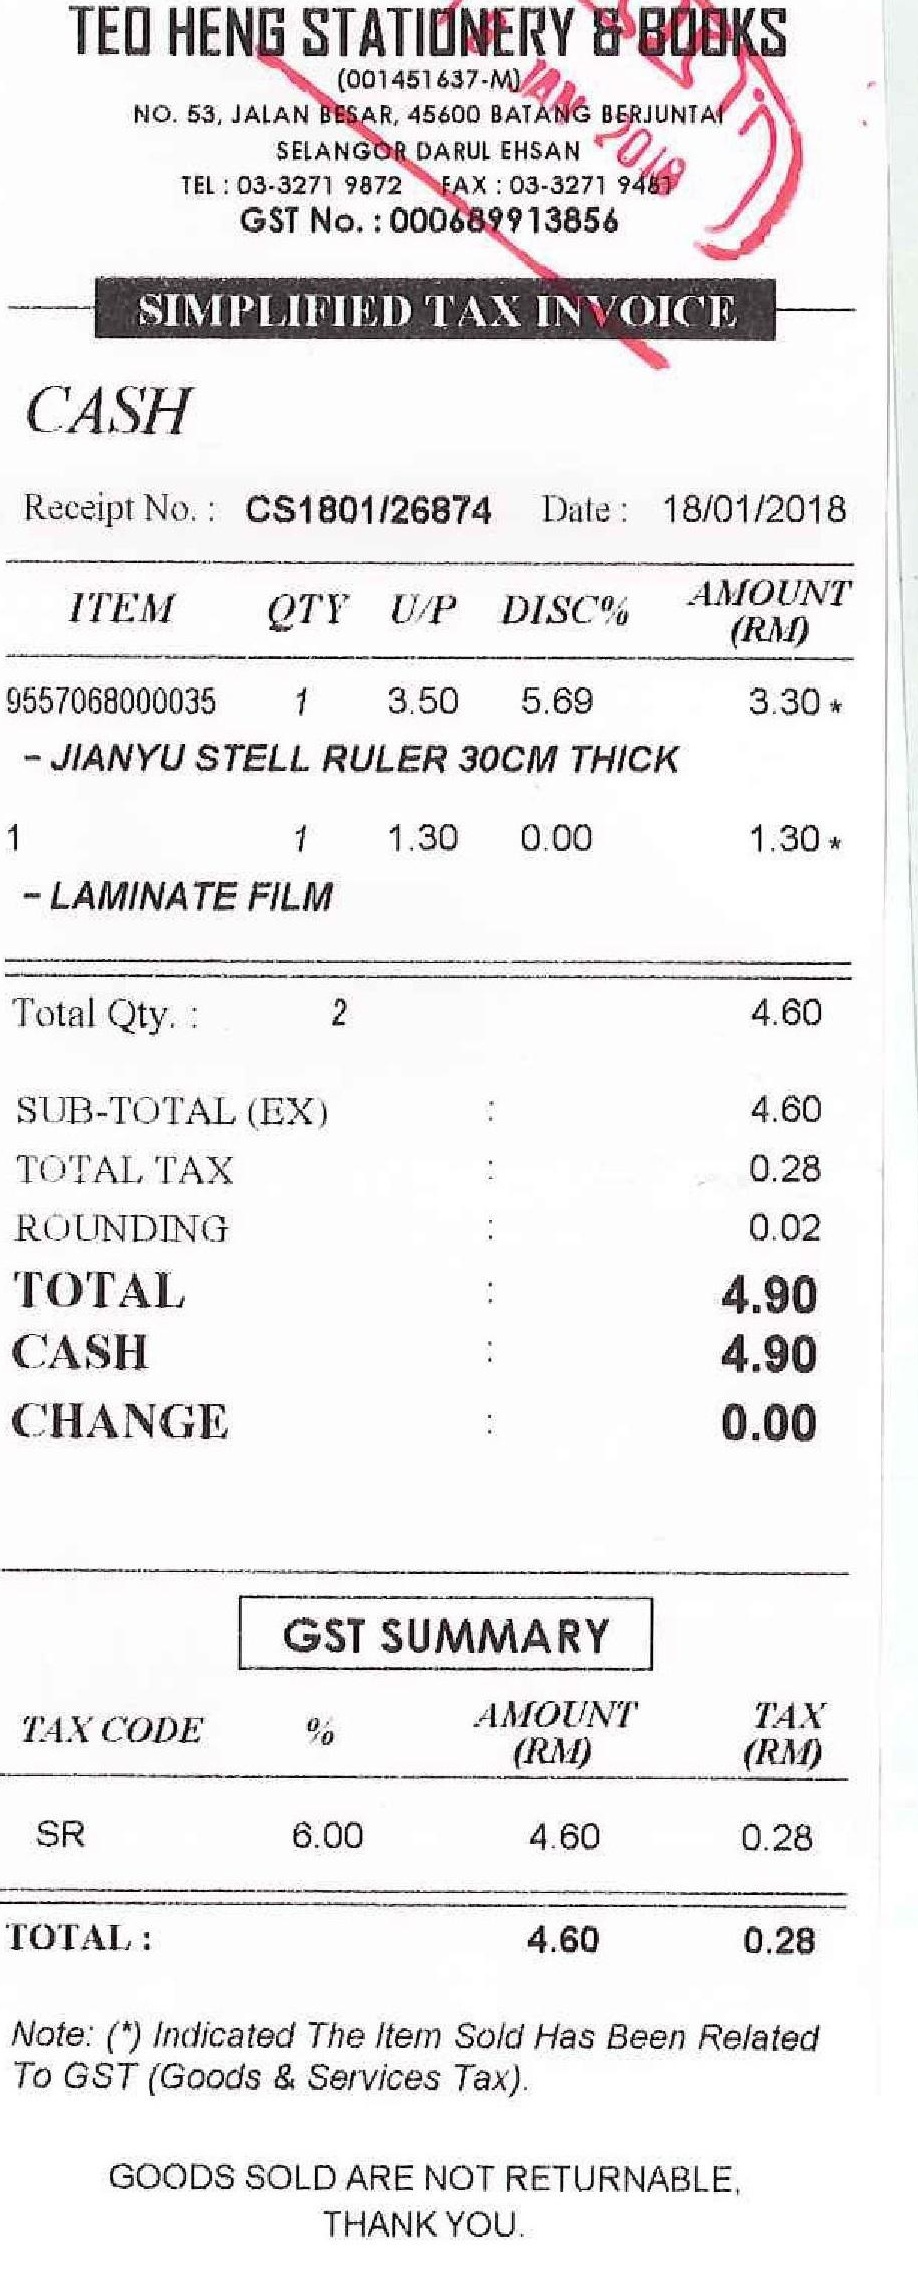 TEO HENG STATIONERY & BOOKS
(001451637-M)
NO. 53, JALAN BESAR, 45600 BATANG BERJUNTAI
SELANGOR DARUL EHSAN
TEL : 03-3271 9872 FAX : 03-3271 9481
GST No. : 000689913856
JAN 2018
SIMPLIFIED TAX INVOICE
CASH
Receipt No. : CS1801/26874 Date : 18/01/2018
ITEM QTY U/P DISC% AMOUNT (RM)
9557068000035 1 3.50 5.69 3.30 *
- JIANYU STELL RULER 30CM THICK
1 1 1.30 0.00 1.30 *
- LAMINATE FILM
Total Qty. : 2 4.60
SUB-TOTAL (EX) : 4.60
TOTAL TAX : 0.28
ROUNDING : 0.02
TOTAL : 4.90
CASH : 4.90
CHANGE : 0.00
GST SUMMARY
TAX CODE % AMOUNT (RM) TAX (RM)
SR 6.00 4.60 0.28
TOTAL : 4.60 0.28
Note: (*) Indicated The Item Sold Has Been Related
To GST (Goods & Services Tax).
GOODS SOLD ARE NOT RETURNABLE,
THANK YOU.